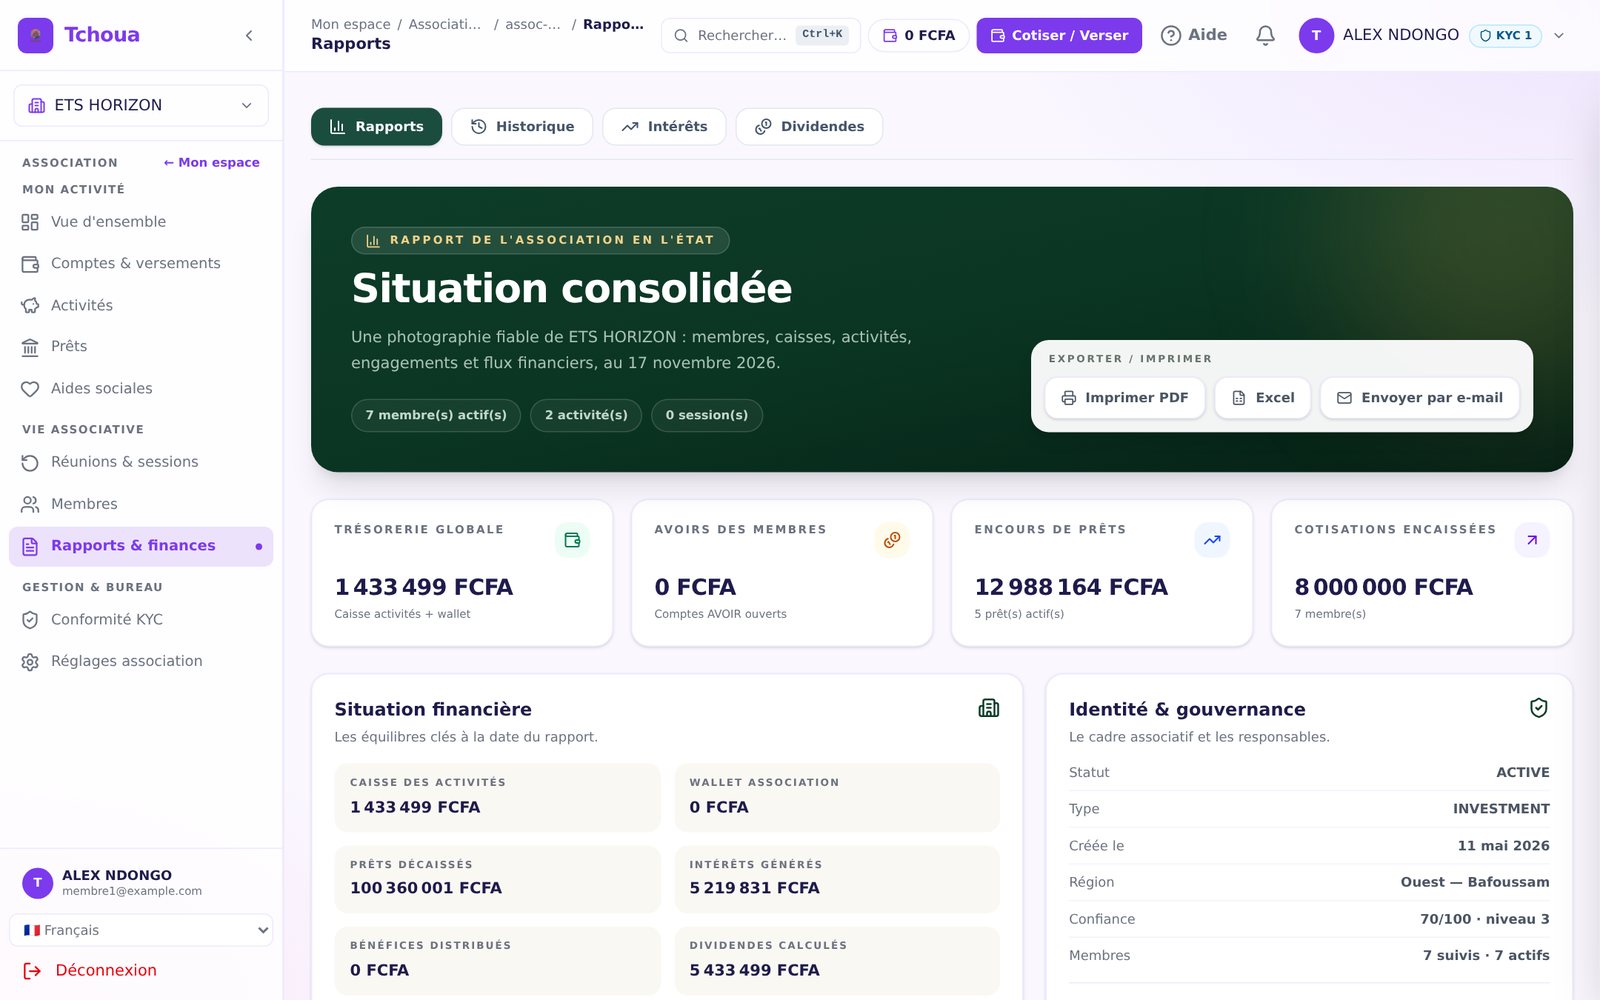 Tchoua
ETS HORIZON
ASSOCIATION
← Mon espace
MON ACTIVITÉ
Vue d'ensemble
Comptes & versements
Activités
Prêts
Aides sociales
VIE ASSOCIATIVE
Réunions & sessions
Membres
Rapports & finances
GESTION & BUREAU
Conformité KYC
Réglages association
T
ALEX NDONGO
membre1@example.com
Français
Déconnexion
Mon espace / Associati... / assoc-... / Rappo...
Rapports
Rechercher... Ctrl+K
0 FCFA
Cotiser / Verser
Aide
T
ALEX NDONGO
KYC 1
Rapports
Historique
Intérêts
Dividendes
RAPPORT DE L'ASSOCIATION EN L'ÉTAT
Situation consolidée
Une photographie fiable de ETS HORIZON : membres, caisses, activités,
engagements et flux financiers, au 17 novembre 2026.
7 membre(s) actif(s)
2 activité(s)
0 session(s)
EXPORTER / IMPRIMER
Imprimer PDF
Excel
Envoyer par e-mail
TRÉSORERIE GLOBALE
1 433 499 FCFA
Caisse activités + wallet
AVOIRS DES MEMBRES
0 FCFA
Comptes AVOIR ouverts
ENCOURS DE PRÊTS
12 988 164 FCFA
5 prêt(s) actif(s)
COTISATIONS ENCAISSÉES
8 000 000 FCFA
7 membre(s)
Situation financière
Les équilibres clés à la date du rapport.
CAISSE DES ACTIVITÉS
1 433 499 FCFA
WALLET ASSOCIATION
0 FCFA
PRÊTS DÉCAISSÉS
100 360 001 FCFA
INTÉRÊTS GÉNÉRÉS
5 219 831 FCFA
BÉNÉFICES DISTRIBUÉS
0 FCFA
DIVIDENDES CALCULÉS
5 433 499 FCFA
Identité & gouvernance
Le cadre associatif et les responsables.
Statut ACTIVE
Type INVESTMENT
Créée le 11 mai 2026
Région Ouest — Bafoussam
Confiance 70/100 · niveau 3
Membres 7 suivis · 7 actifs